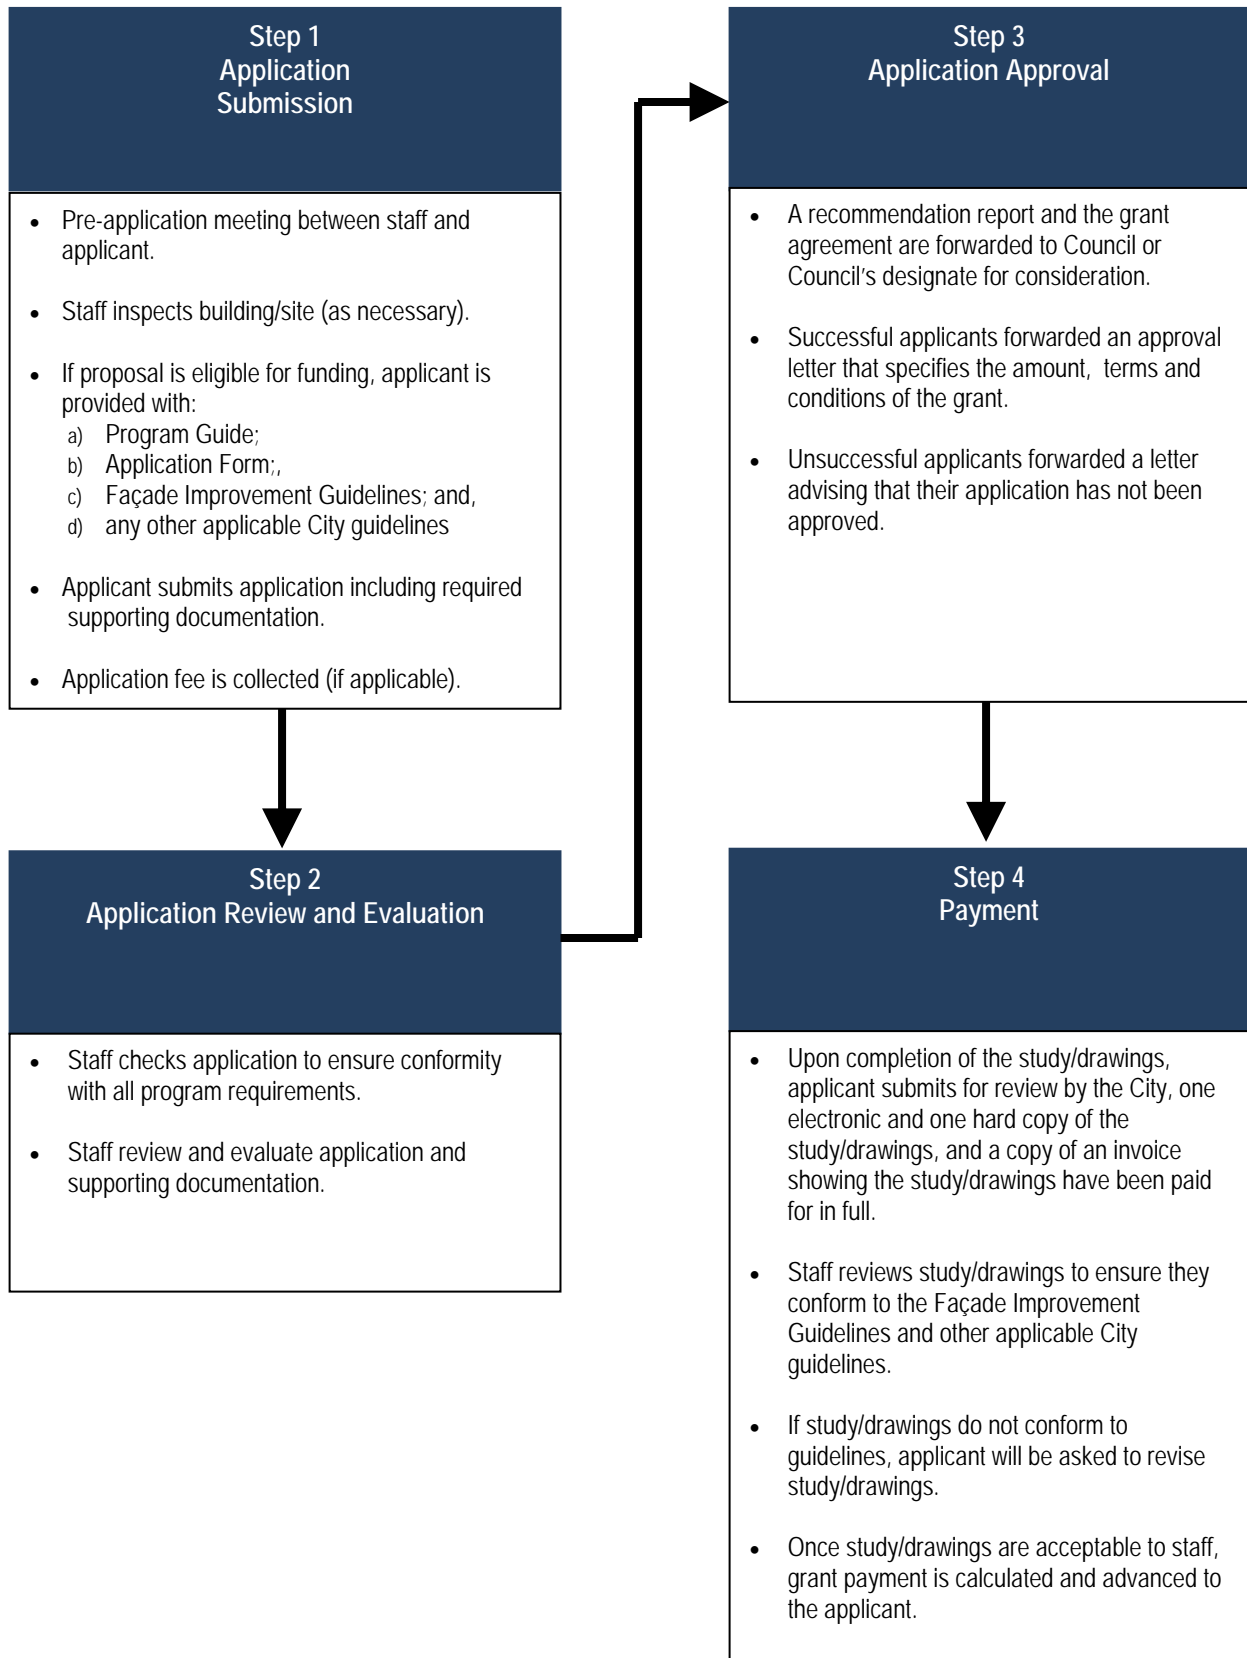 Step 1
Application
Submission
• Pre-application meeting between staff and
applicant.
• Staff inspects building/site (as necessary).
• If proposal is eligible for funding, applicant is
provided with:
a) Program Guide;
b) Application Form;,
c) Façade Improvement Guidelines; and,
d) any other applicable City guidelines
• Applicant submits application including required
supporting documentation.
• Application fee is collected (if applicable).
Step 2
Application Review and Evaluation
• Staff checks application to ensure conformity
with all program requirements.
• Staff review and evaluate application and
supporting documentation.
Step 3
Application Approval
• A recommendation report and the grant
agreement are forwarded to Council or
Council's designate for consideration.
• Successful applicants forwarded an approval
letter that specifies the amount, terms and
conditions of the grant.
• Unsuccessful applicants forwarded a letter
advising that their application has not been
approved.
Step 4
Payment
• Upon completion of the study/drawings,
applicant submits for review by the City, one
electronic and one hard copy of the
study/drawings, and a copy of an invoice
showing the study/drawings have been paid
for in full.
• Staff reviews study/drawings to ensure they
conform to the Façade Improvement
Guidelines and other applicable City
guidelines.
• If study/drawings do not conform to
guidelines, applicant will be asked to revise
study/drawings.
• Once study/drawings are acceptable to staff,
grant payment is calculated and advanced to
the applicant.